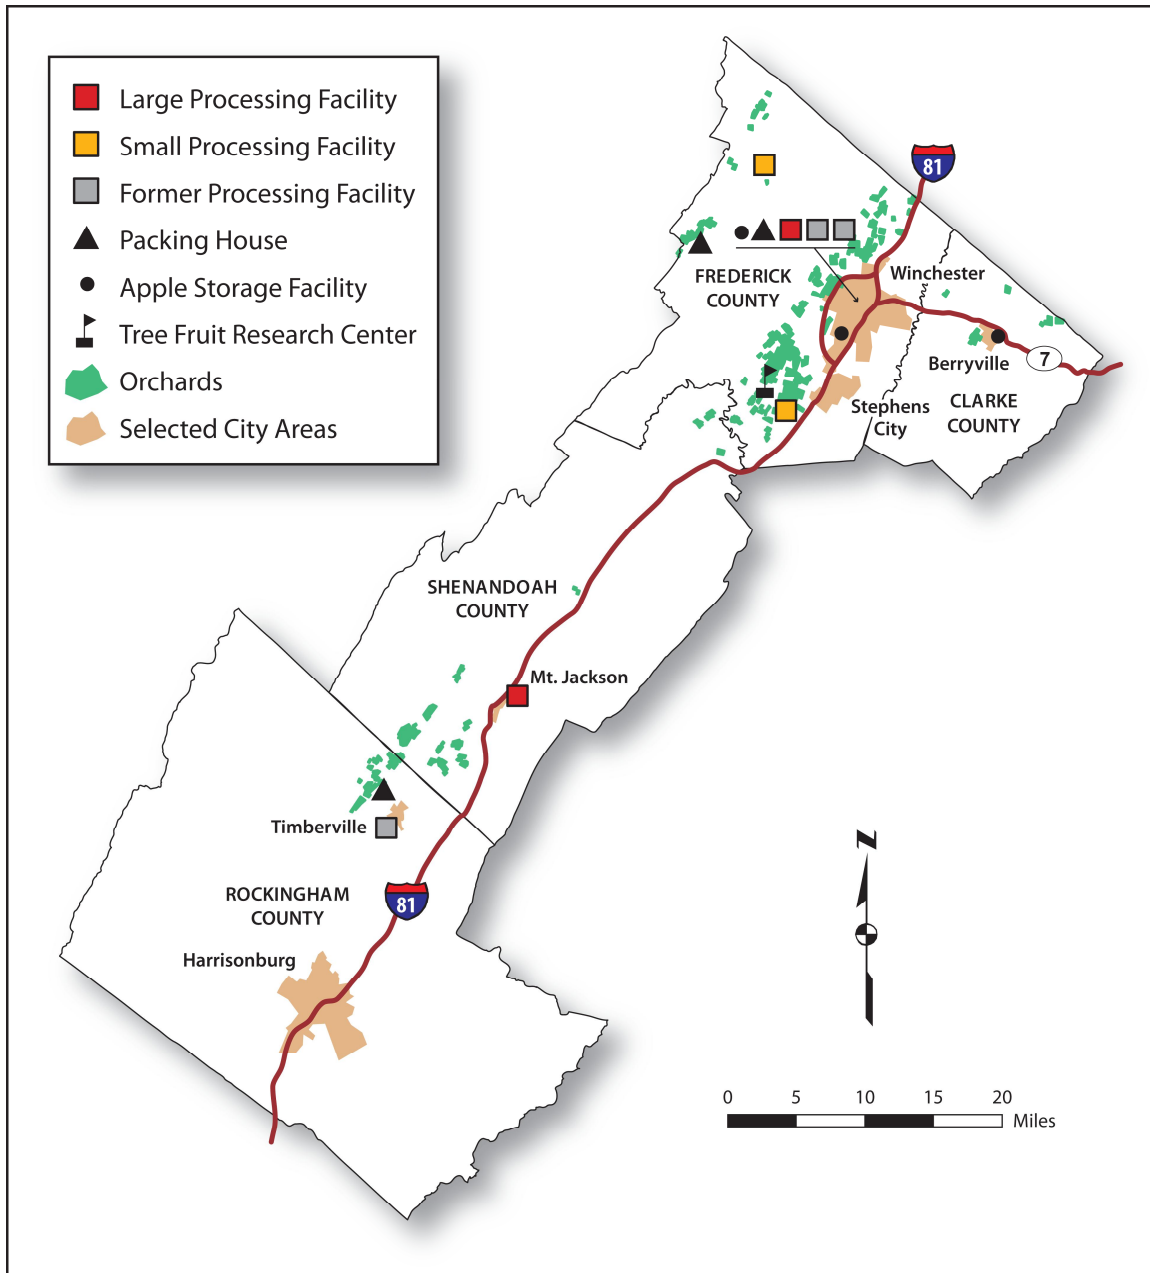 Large Processing Facility
Small Processing Facility
Former Processing Facility
Packing House
Apple Storage Facility
Tree Fruit Research Center
Orchards
Selected City Areas
81
FREDERICK
COUNTY
Winchester
Berryville
7
Stephens
City
CLARKE
COUNTY
SHENANDOAH
COUNTY
Mt. Jackson
Timberville
ROCKINGHAM
COUNTY
81
Harrisonburg
N
0 5 10 15 20
Miles